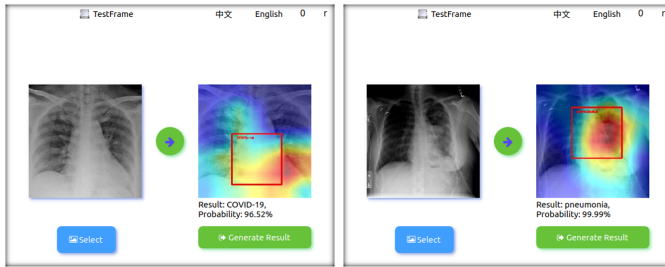 TestFrame 中文 English 0 r
Result: COVID-19,
Probability: 96.52%
Select
Generate Result
TestFrame 中文 English 0 r
Result: pneumonia,
Probability: 99.99%
Select
Generate Result